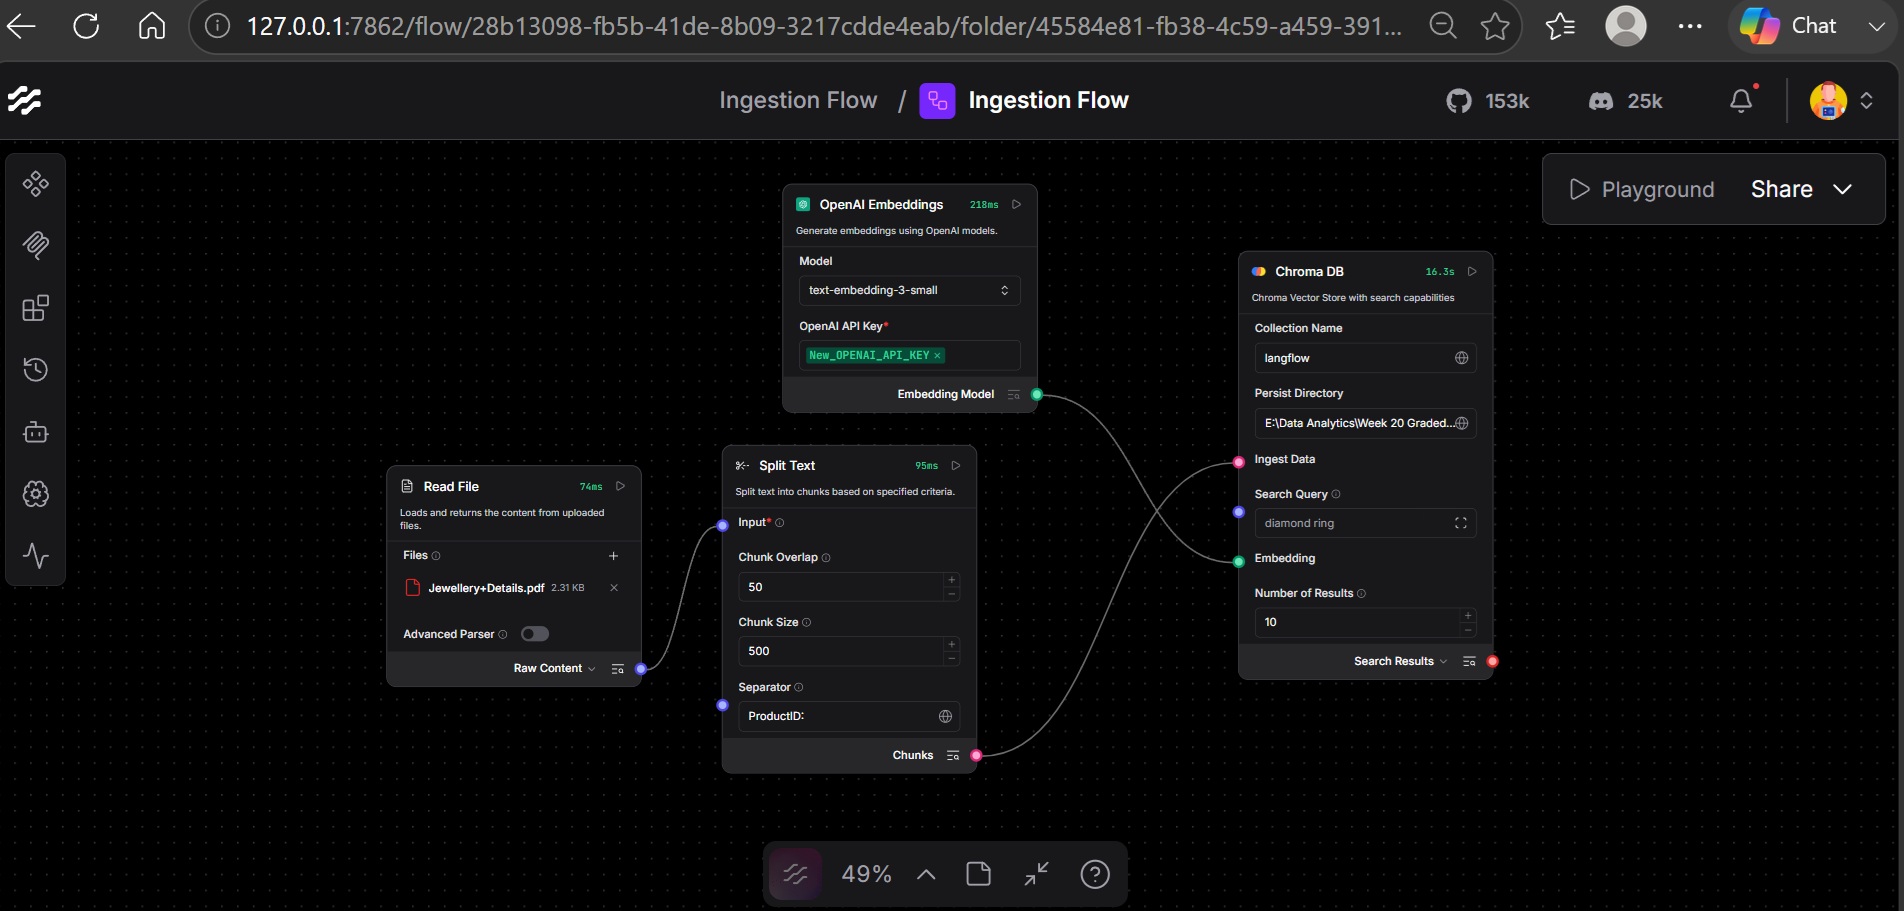 127.0.0.1:7862/flow/28b13098-fb5b-41de-8b09-3217cdde4eab/folder/45584e81-fb38-4c59-a459-391...
Chat
Ingestion Flow / Ingestion Flow
153k
25k
Playground
Share
OpenAI Embeddings
218ms
Generate embeddings using OpenAI models.
Model
text-embedding-3-small
OpenAI API Key*
New_OPENAI_API_KEY ×
Embedding Model
Chroma DB
16.3s
Chroma Vector Store with search capabilities
Collection Name
langflow
Persist Directory
E:\Data Analytics\Week 20 Graded...
Ingest Data
Search Query
diamond ring
Embedding
Number of Results
10
Search Results
Read File
74ms
Loads and returns the content from uploaded
files.
Files
Jewellery+Details.pdf 2.31 KB
Advanced Parser
Raw Content
Split Text
95ms
Split text into chunks based on specified criteria.
Input*
Chunk Overlap
50
Chunk Size
500
Separator
ProductID:
Chunks
49%